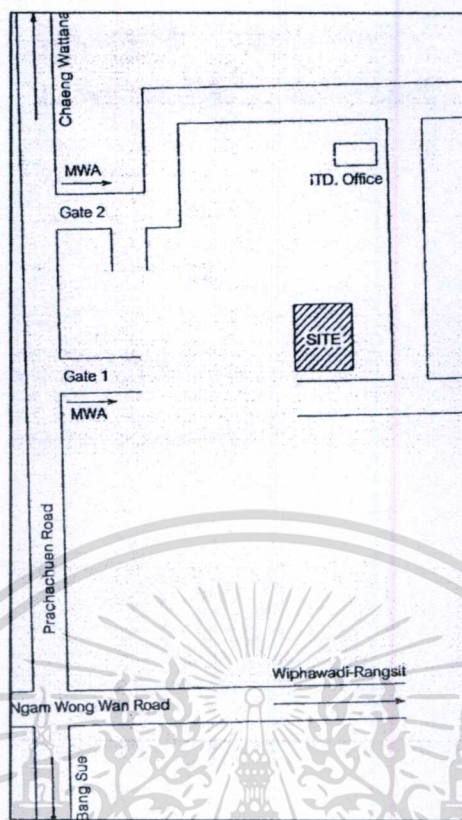 Chaeng Wattana
MWA
Gate 2
ITD. Office
SITE
Gate 1
MWA
Prachachuen Road
Wiphawadi-Rangsit
Ngam Wong Wan Road
Bang Sue